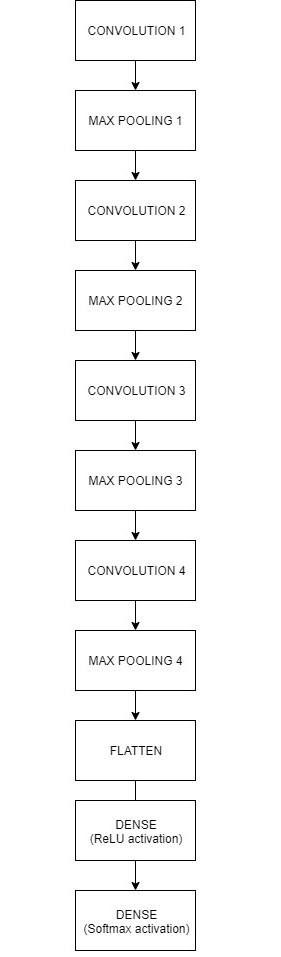 CONVOLUTION 1
MAX POOLING 1
CONVOLUTION 2
MAX POOLING 2
CONVOLUTION 3
MAX POOLING 3
CONVOLUTION 4
MAX POOLING 4
FLATTEN
DENSE
(ReLU activation)
DENSE
(Softmax activation)